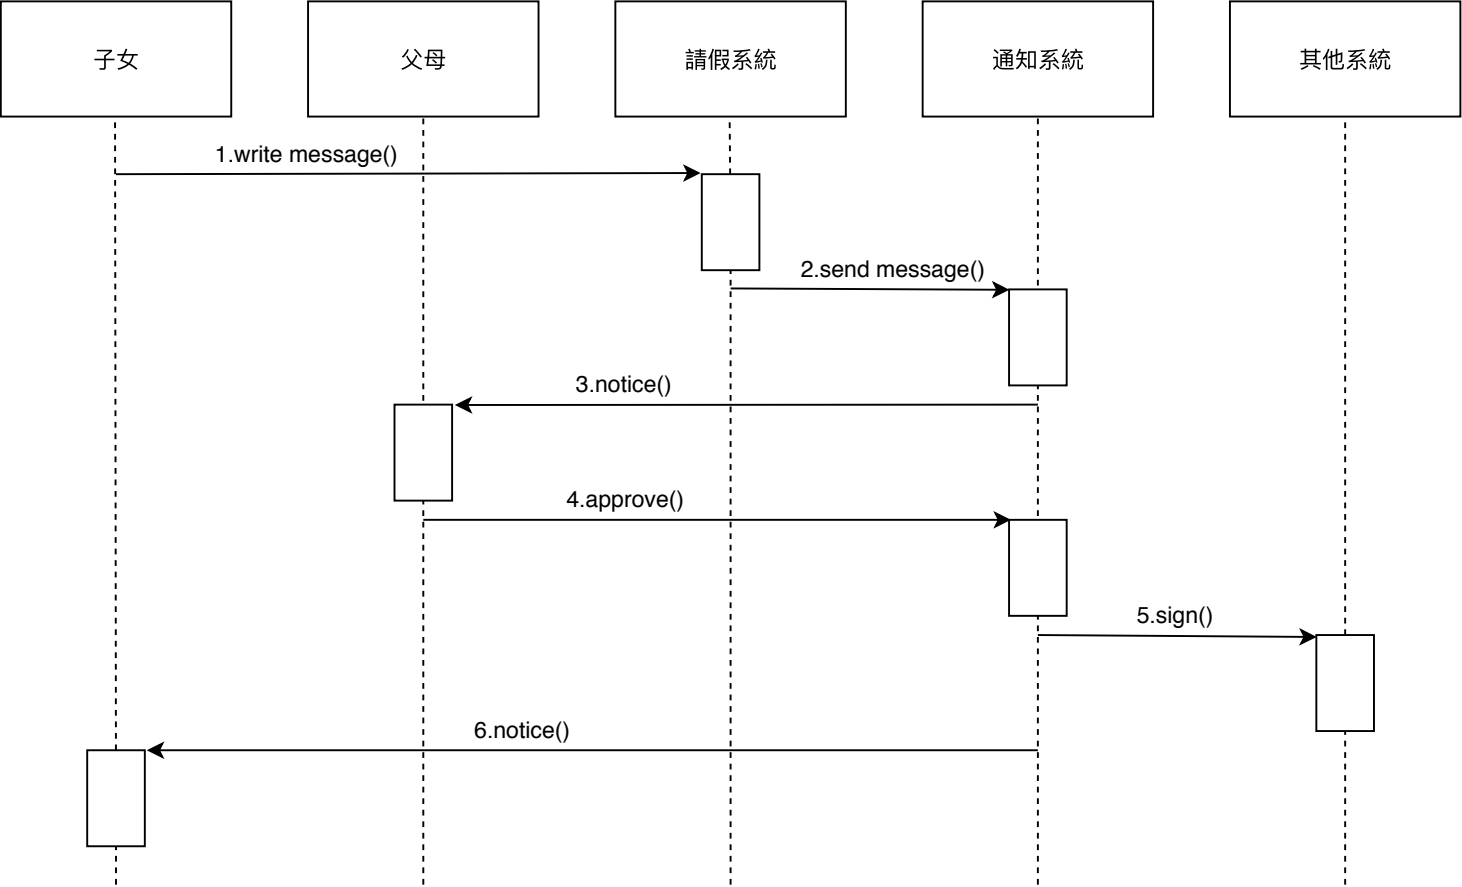 子女
父母
請假系統
通知系統
其他系統
1.write message()
2.send message()
3.notice()
4.approve()
5.sign()
6.notice()